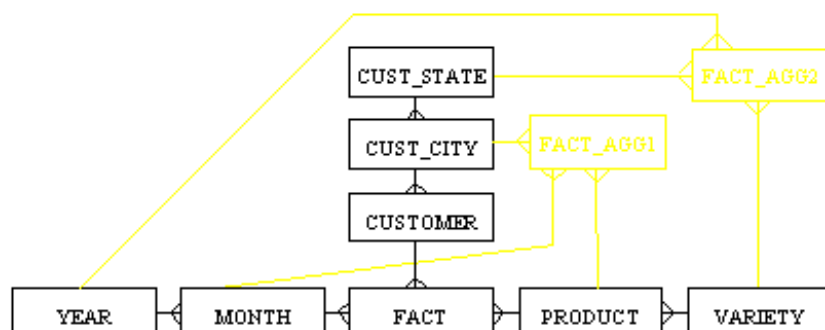 CUST_STATE
FACT_AGG2
CUST_CITY
FACT_AGG1
CUSTOMER
YEAR
MONTH
FACT
PRODUCT
VARIETY